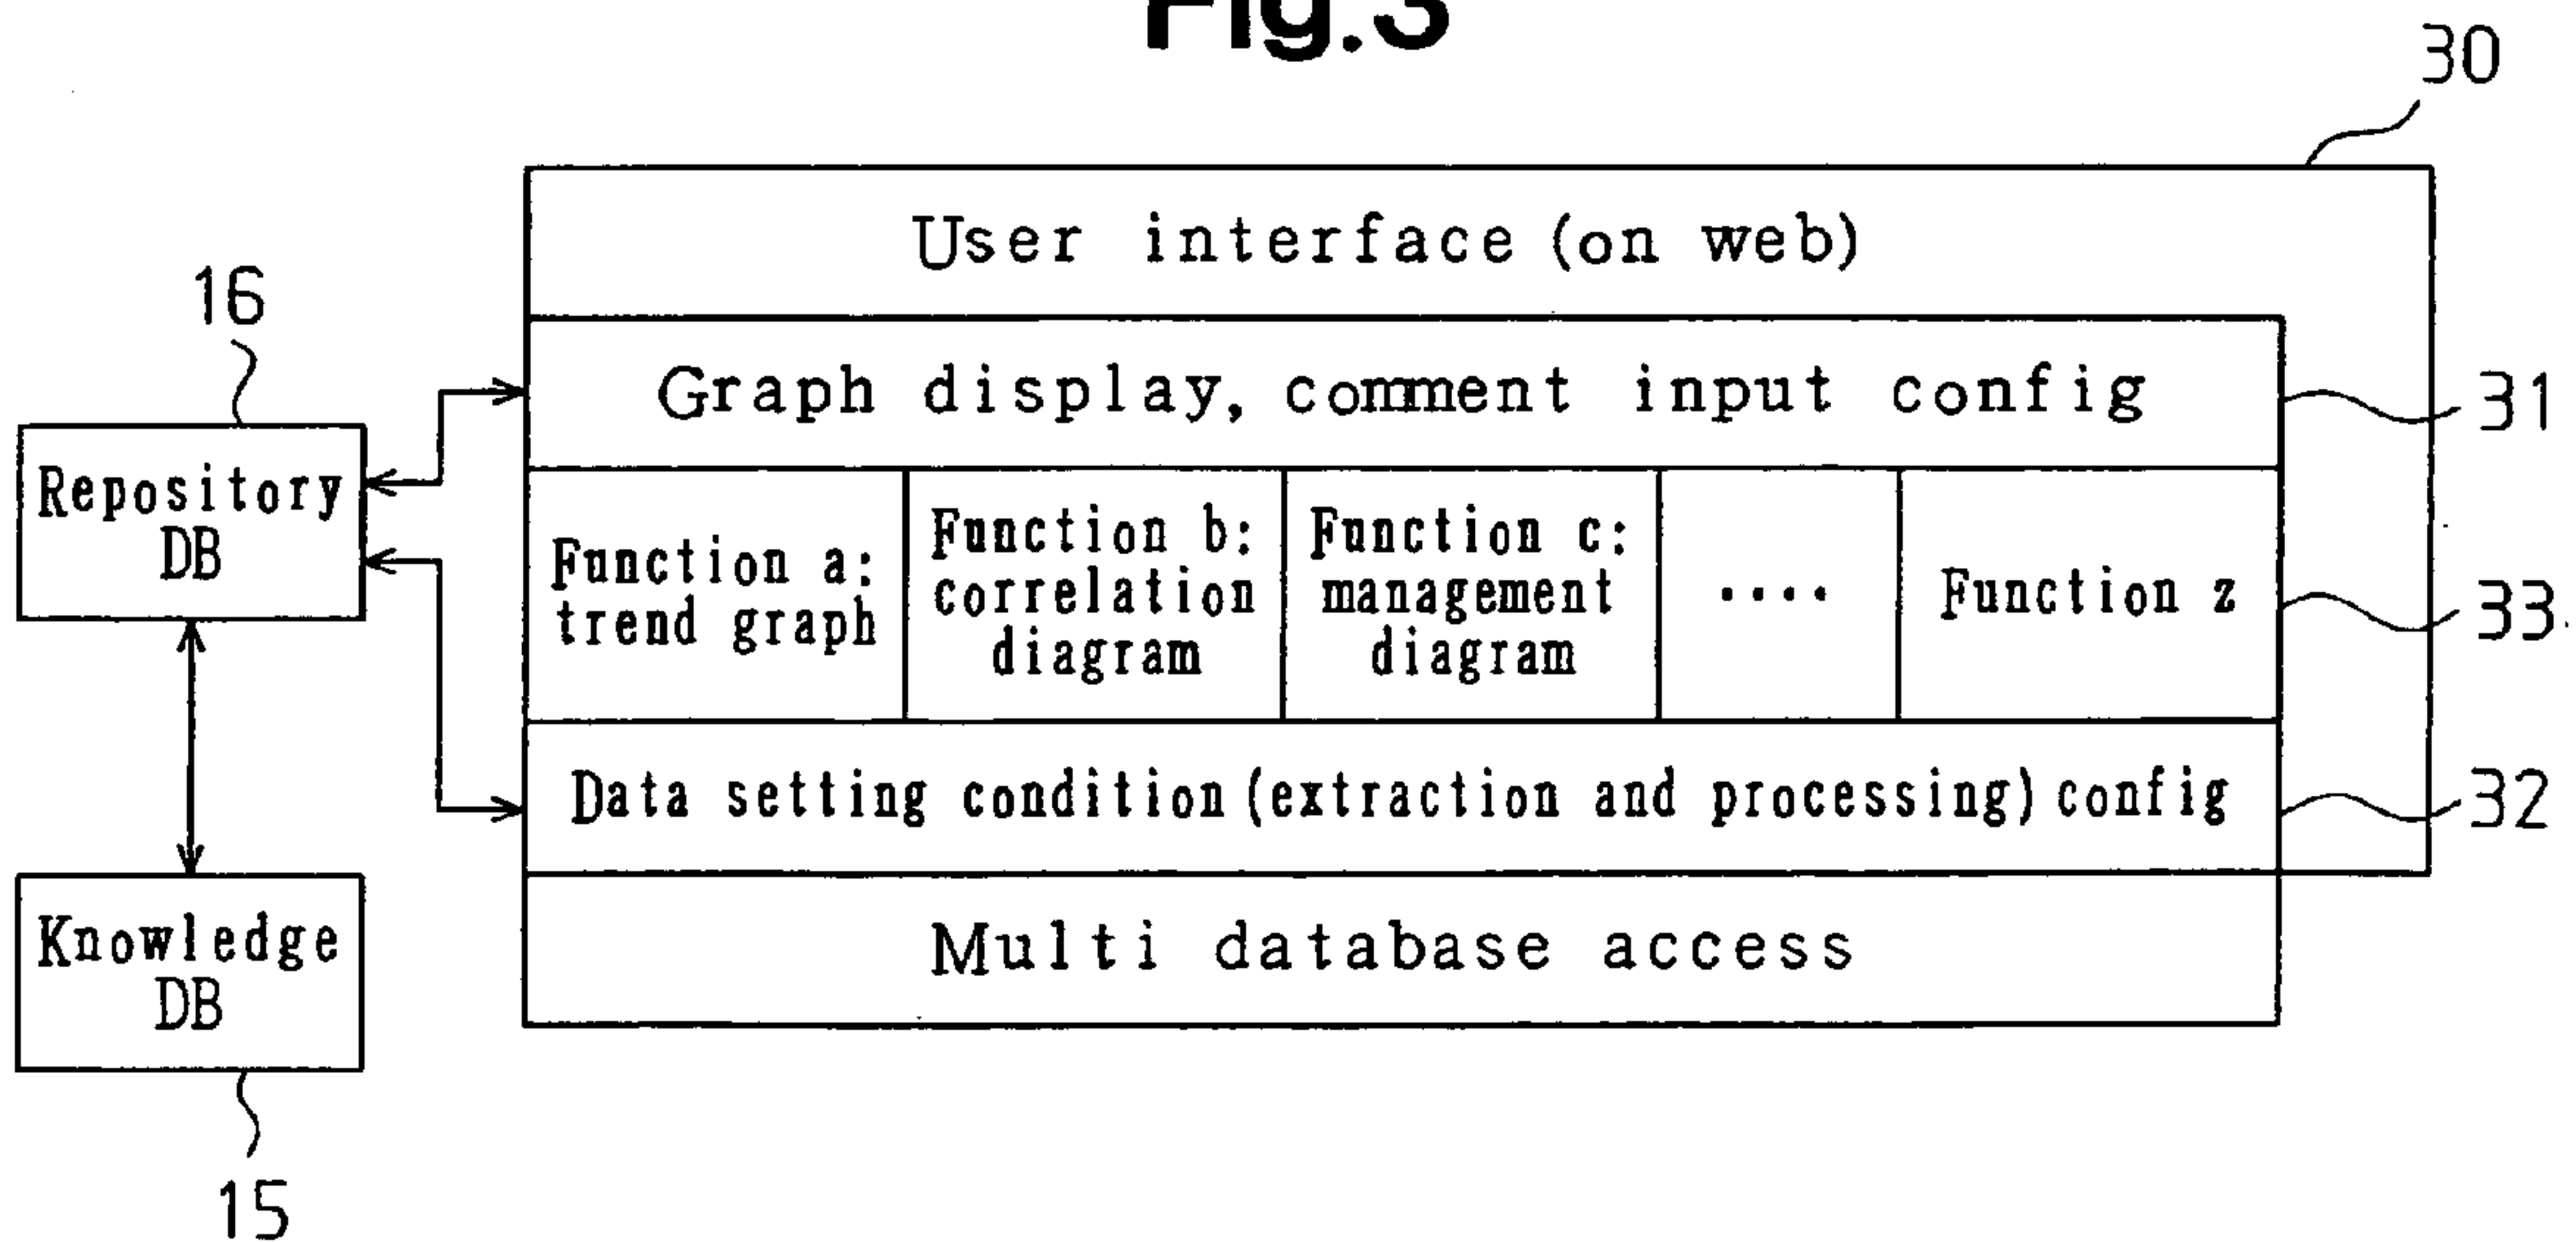 Fig.3
30
User interface (on web)
16
Graph display, comment input config
31
Repository
DB
Function a:
trend graph
Function b:
correlation
diagram
Function c:
management
diagram
....
Function z
33
Data setting condition (extraction and processing) config
32
Knowledge
DB
Multi database access
15